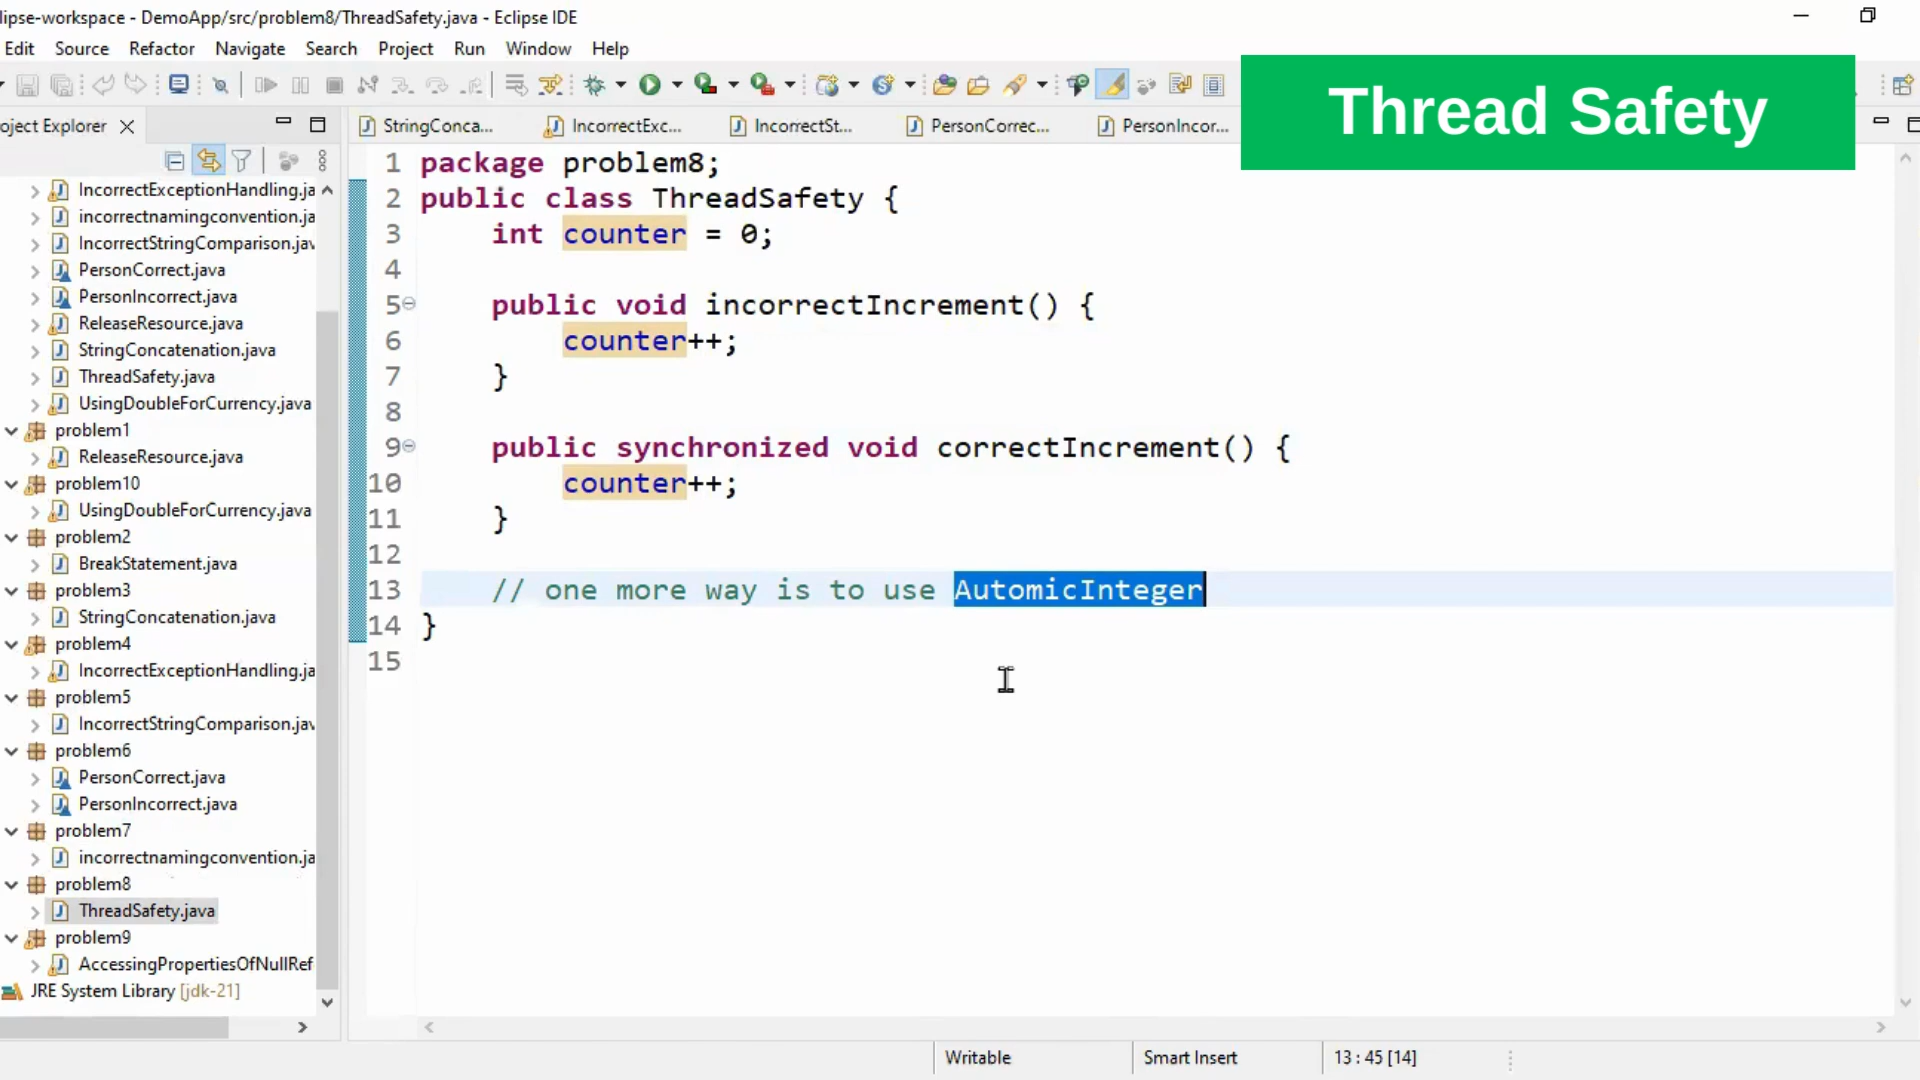 lipse-workspace - DemoApp/src/problem8/ThreadSafety.java - Eclipse IDE
Edit Source Refactor Navigate Search Project Run Window Help
Thread Safety
oject Explorer
StringConca... IncorrectExc... IncorrectSt... PersonCorrec... PersonIncor...
IncorrectExceptionHandling.ja
incorrectnamingconvention.ja
IncorrectStringComparison.jav
PersonCorrect.java
PersonIncorrect.java
ReleaseResource.java
StringConcatenation.java
ThreadSafety.java
UsingDoubleForCurrency.java
problem1
ReleaseResource.java
problem10
UsingDoubleForCurrency.java
problem2
BreakStatement.java
problem3
StringConcatenation.java
problem4
IncorrectExceptionHandling.ja
problem5
IncorrectStringComparison.jav
problem6
PersonCorrect.java
PersonIncorrect.java
problem7
incorrectnamingconvention.ja
problem8
ThreadSafety.java
problem9
AccessingPropertiesOfNullRef
JRE System Library [jdk-21]
1 package problem8;
2 public class ThreadSafety {
3 int counter = 0;
4
5 public void incorrectIncrement() {
6 counter++;
7 }
8
9 public synchronized void correctIncrement() {
10 counter++;
11 }
12
13 // one more way is to use AutomicInteger
14 }
15
Writable Smart Insert 13 : 45 [14]